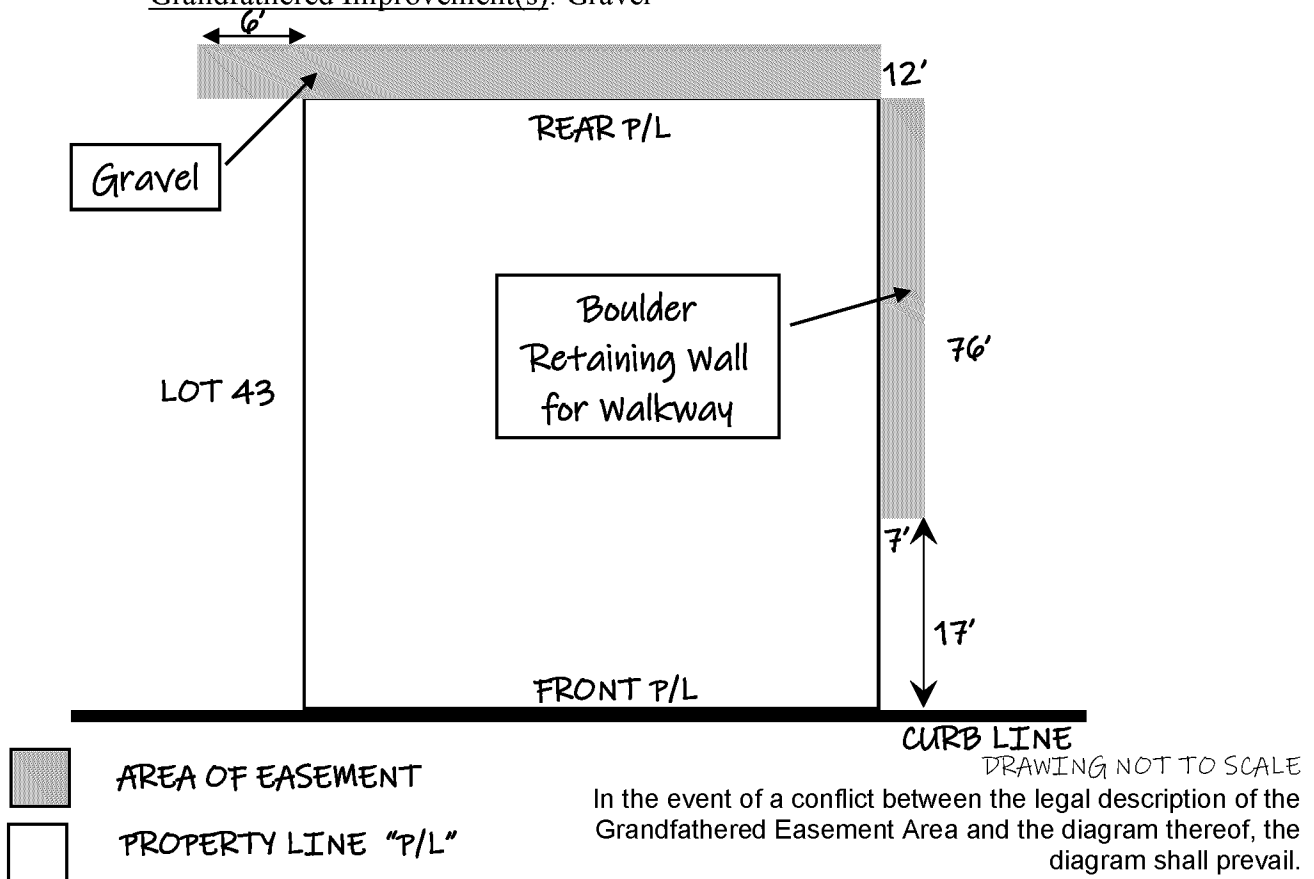 Grandfathered Improvement(s): Gravel
6'
12'
REAR P/L
Gravel
Boulder
Retaining Wall
for Walkway
76'
LOT 43
7'
17'
FRONT P/L
CURB LINE
DRAWING NOT TO SCALE
AREA OF EASEMENT
In the event of a conflict between the legal description of the
Grandfathered Easement Area and the diagram thereof, the
diagram shall prevail.
PROPERTY LINE "P/L"